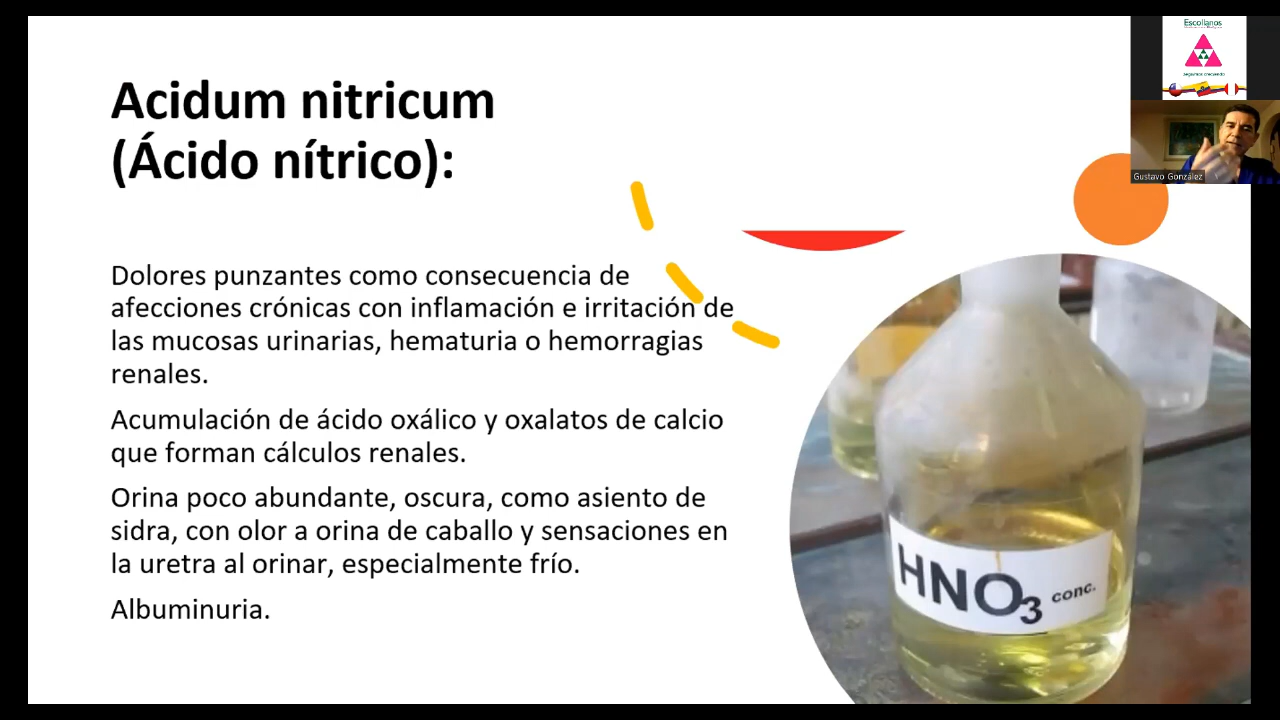 Acidum nitricum
(Ácido nítrico):
Dolores punzantes como consecuencia de
afecciones crónicas con inflamación e irritación de
las mucosas urinarias, hematuria o hemorragias
renales.
Acumulación de ácido oxálico y oxalatos de calcio
que forman cálculos renales.
Orina poco abundante, oscura, como asiento de
sidra, con olor a orina de caballo y sensaciones en
la uretra al orinar, especialmente frío.
Albuminuria.
HNO3 conc.
Escollanos
Gustavo González